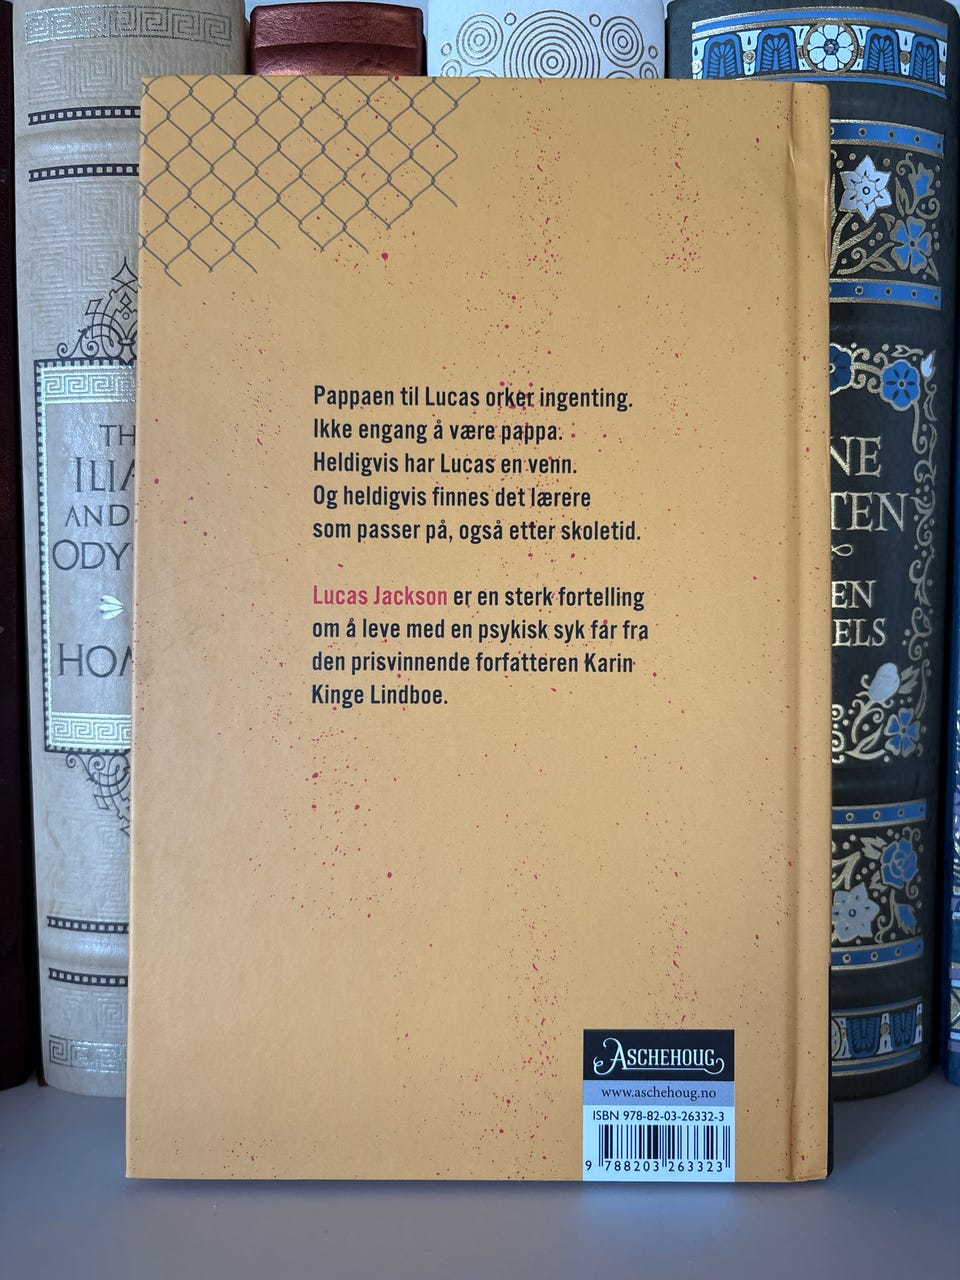 Pappaen til Lucas orker ingenting.
Ikke engang å være pappa.
Heldigvis har Lucas en venn.
Og heldigvis finnes det lærere
som passer på, også etter skoletid.
Lucas Jackson er en sterk fortelling
om å leve med en psykisk syk far fra
den prisvinnende forfatteren Karin
Kinge Lindboe.
ASCHEHOUG
www.aschehoug.no
ISBN 978-82-03-26332-3
9 788203 263323
AND